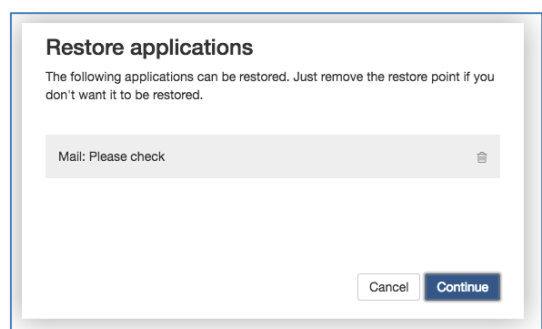 Restore applications
The following applications can be restored. Just remove the restore point if you
don't want it to be restored.
Mail: Please check
Cancel Continue